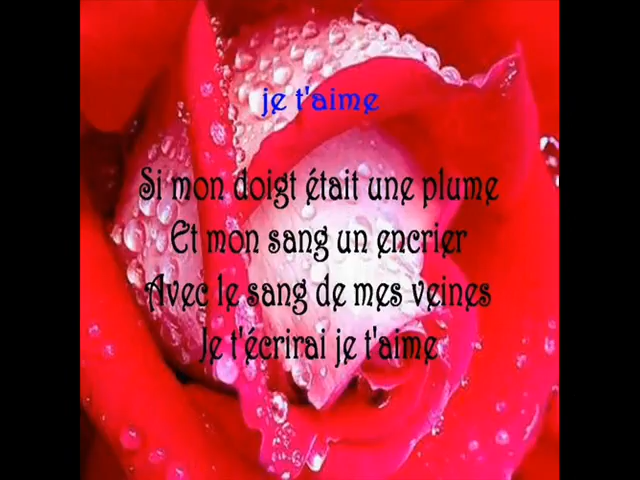 je t'aime
Si mon doigt était une plume
Et mon sang un encrier
Avec le sang de mes veines
Je t'écrirai je t'aime